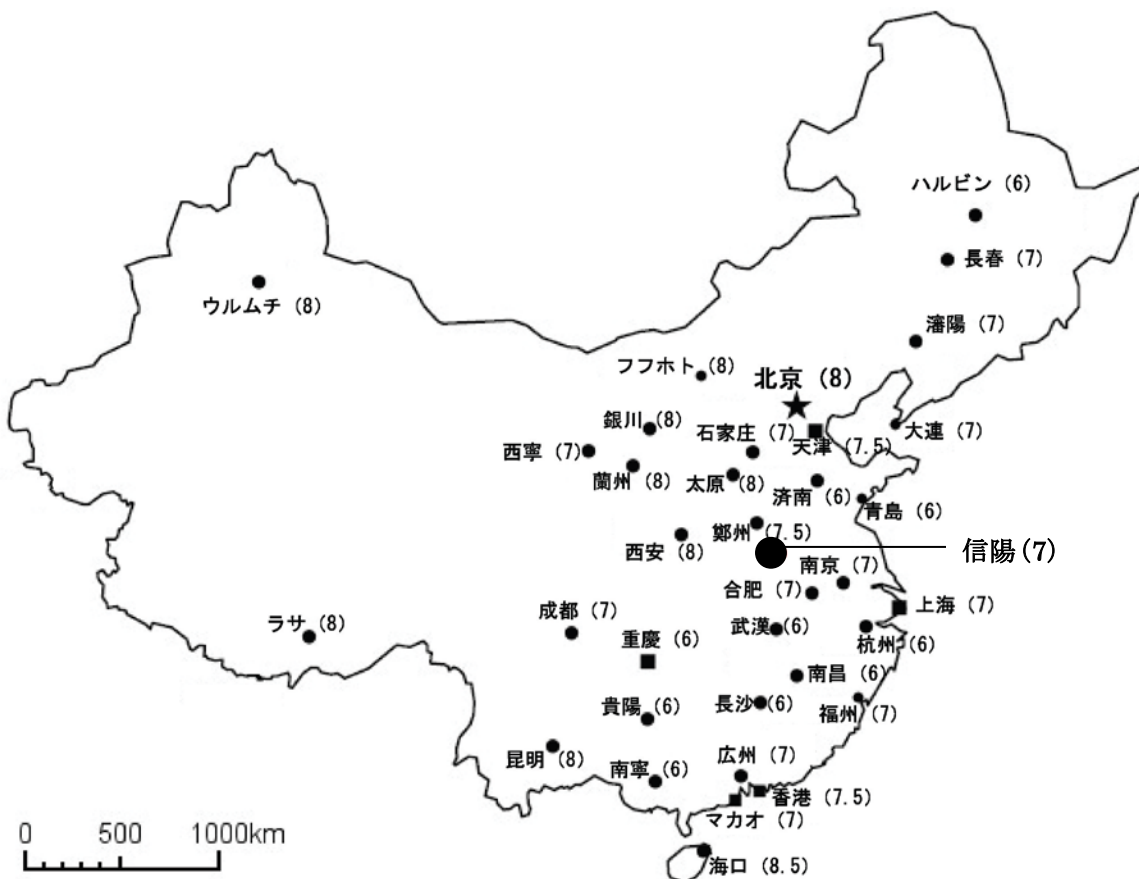 ハルビン (6)
長春 (7)
ウルムチ (8)
瀋陽 (7)
フフホト (8)
北京 (8)
銀川 (8)
石家庄 (7)
天津 (7.5)
大連 (7)
西寧 (7)
蘭州 (8)
太原 (8)
済南 (6)
青島 (6)
鄭州 (7.5)
西安 (8)
信陽(7)
南京 (7)
合肥 (7)
成都 (7)
上海 (7)
ラサ (8)
重慶 (6)
武漢 (6)
杭州 (6)
南昌 (6)
貴陽 (6)
長沙 (6)
福州 (7)
昆明 (8)
南寧 (6)
広州 (7)
香港 (7.5)
マカオ (7)
0 500 1000km
海口 (8.5)